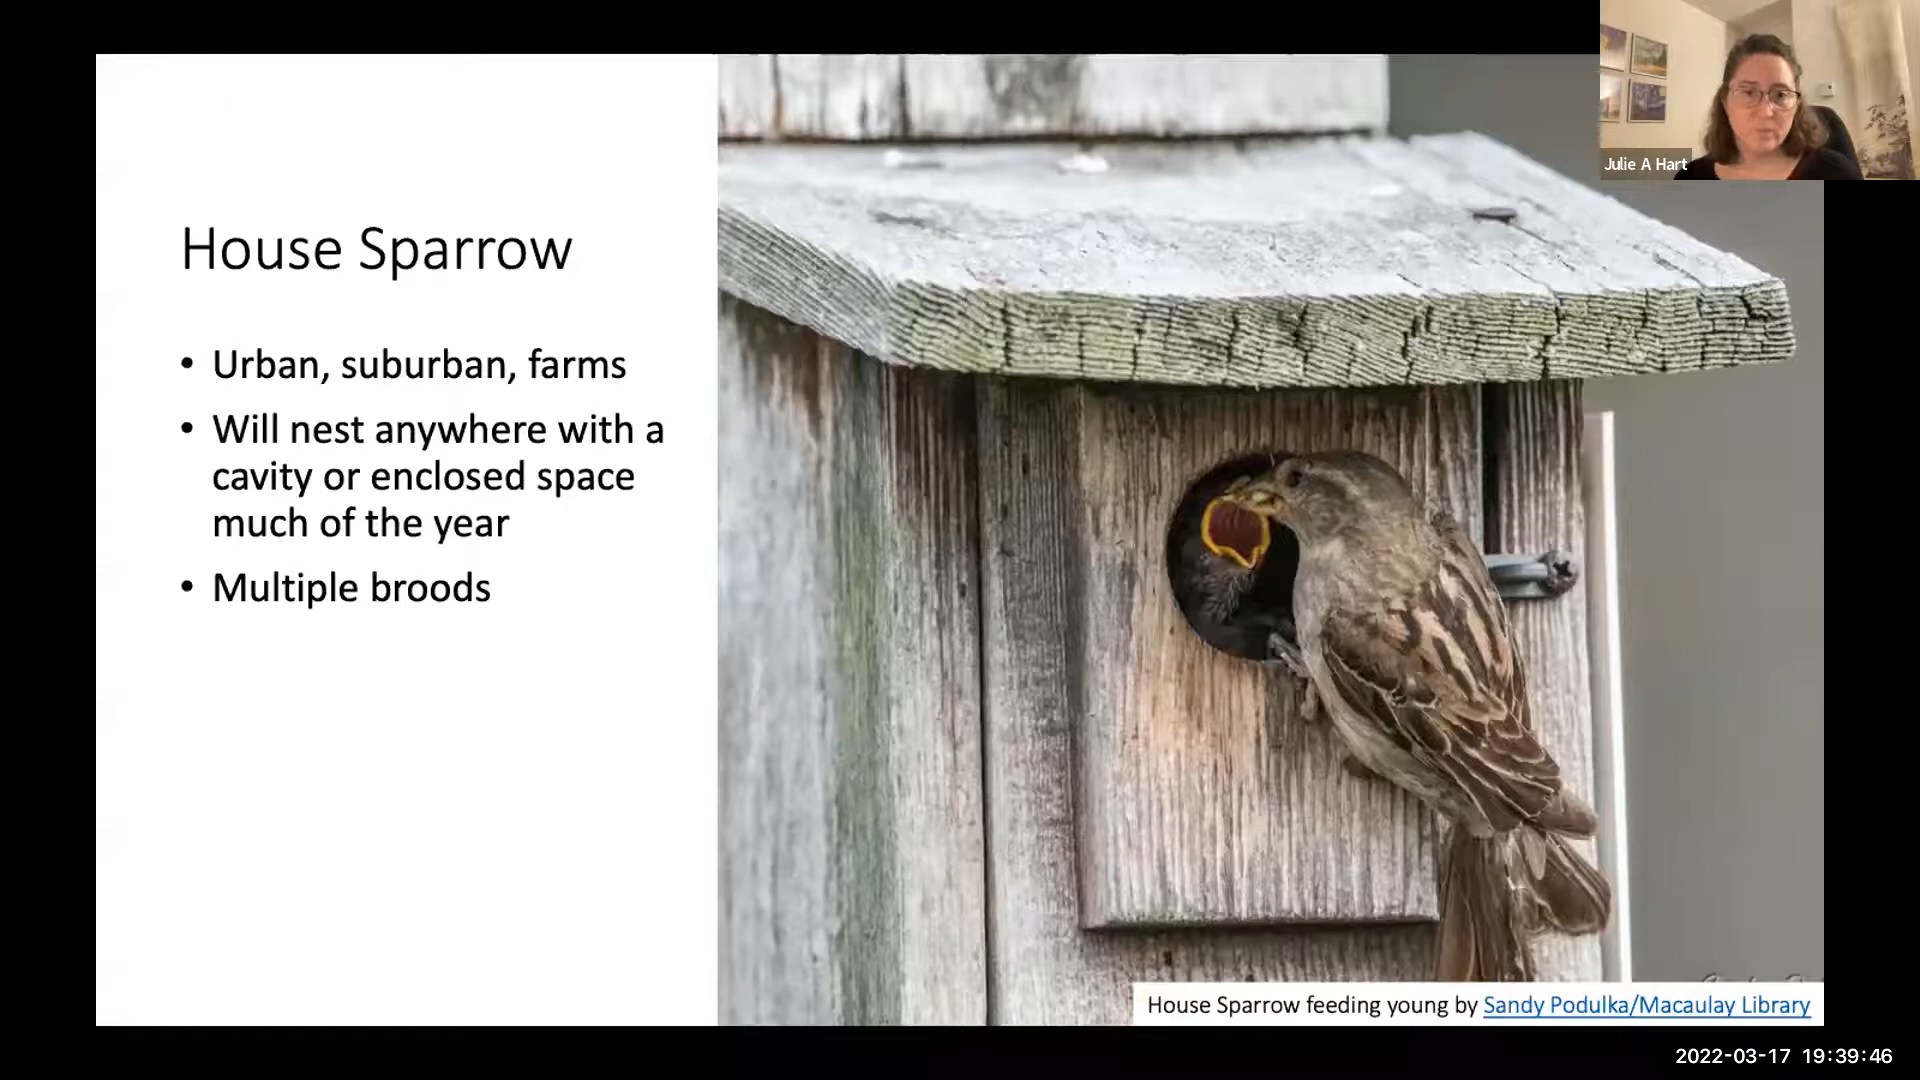 House Sparrow
• Urban, suburban, farms
• Will nest anywhere with a
cavity or enclosed space
much of the year
• Multiple broods
Julie A Hart
House Sparrow feeding young by Sandy Podulka/Macaulay Library
2022-03-17 19:39:46